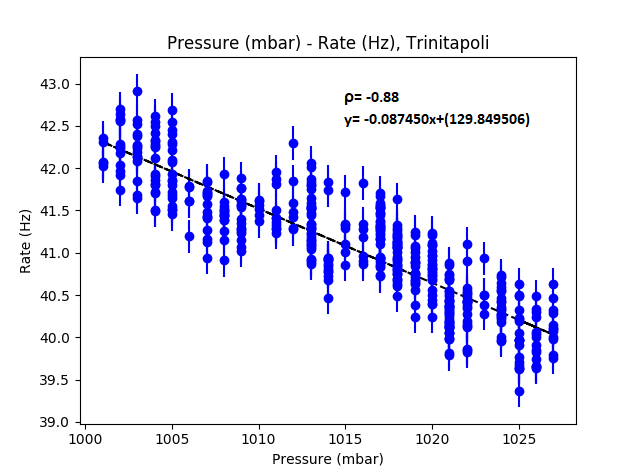 Pressure (mbar) - Rate (Hz), Trinitapoli
ρ= -0.88
y= -0.087450x+(129.849506)
43.0
42.5
42.0
41.5
41.0
40.5
40.0
39.5
39.0
Rate (Hz)
1000 1005 1010 1015 1020 1025
Pressure (mbar)